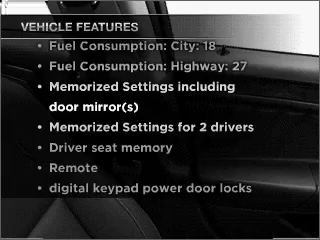 VEHICLE FEATURES
• Fuel Consumption: City: 18
• Fuel Consumption: Highway: 27
• Memorized Settings including
door mirror(s)
• Memorized Settings for 2 drivers
• Driver seat memory
• Remote
• digital keypad power door locks